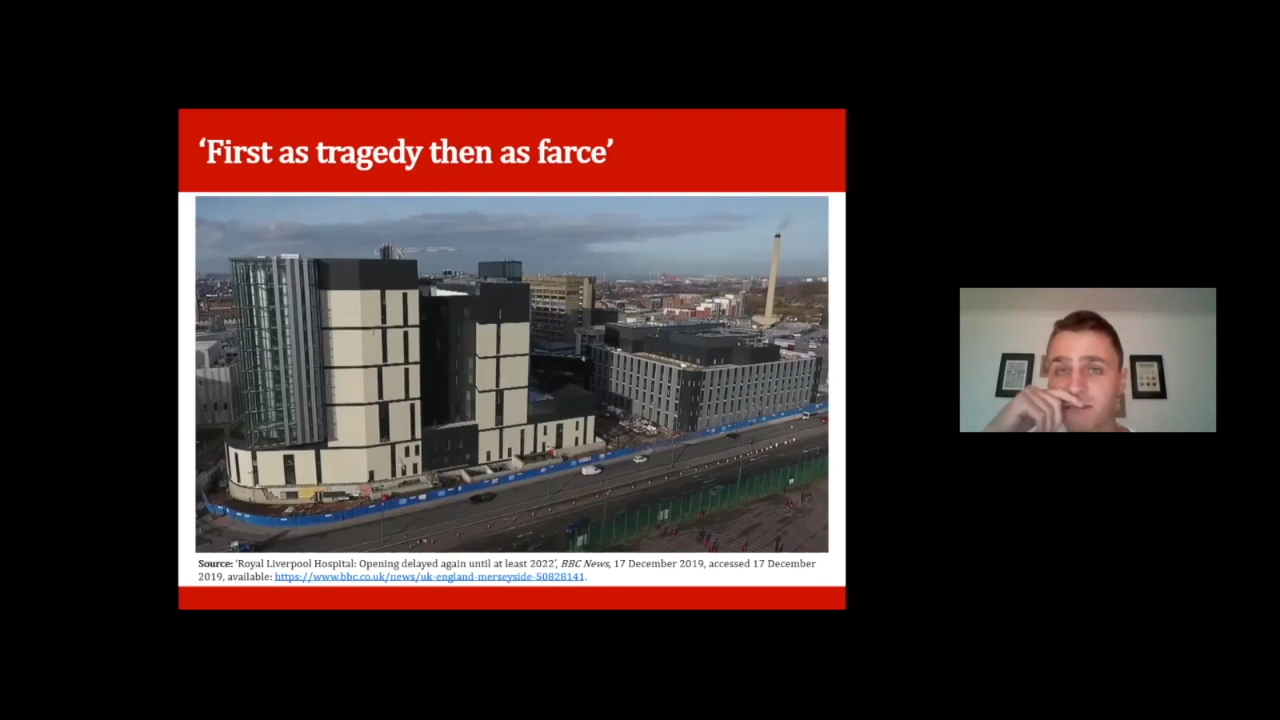 ‘First as tragedy then as farce’
Source: ‘Royal Liverpool Hospital: Opening delayed again until at least 2022’, BBC News, 17 December 2019, accessed 17 December
2019, available: https://www.bbc.co.uk/news/uk-england-merseyside-50828141.